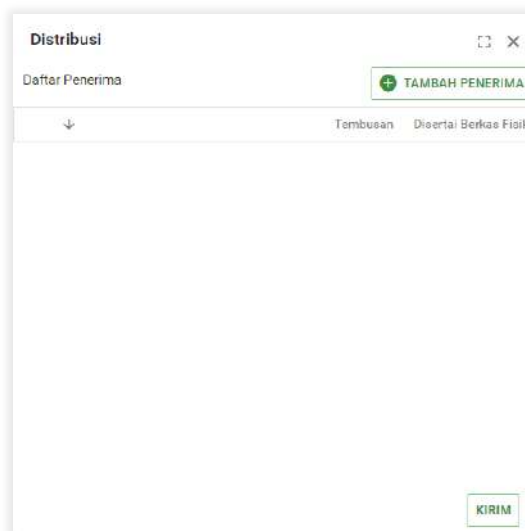 Distribusi
Daftar Penerima
TAMBAH PENERIMA
Tembusan Disertai Berkas Fisik
KIRIM